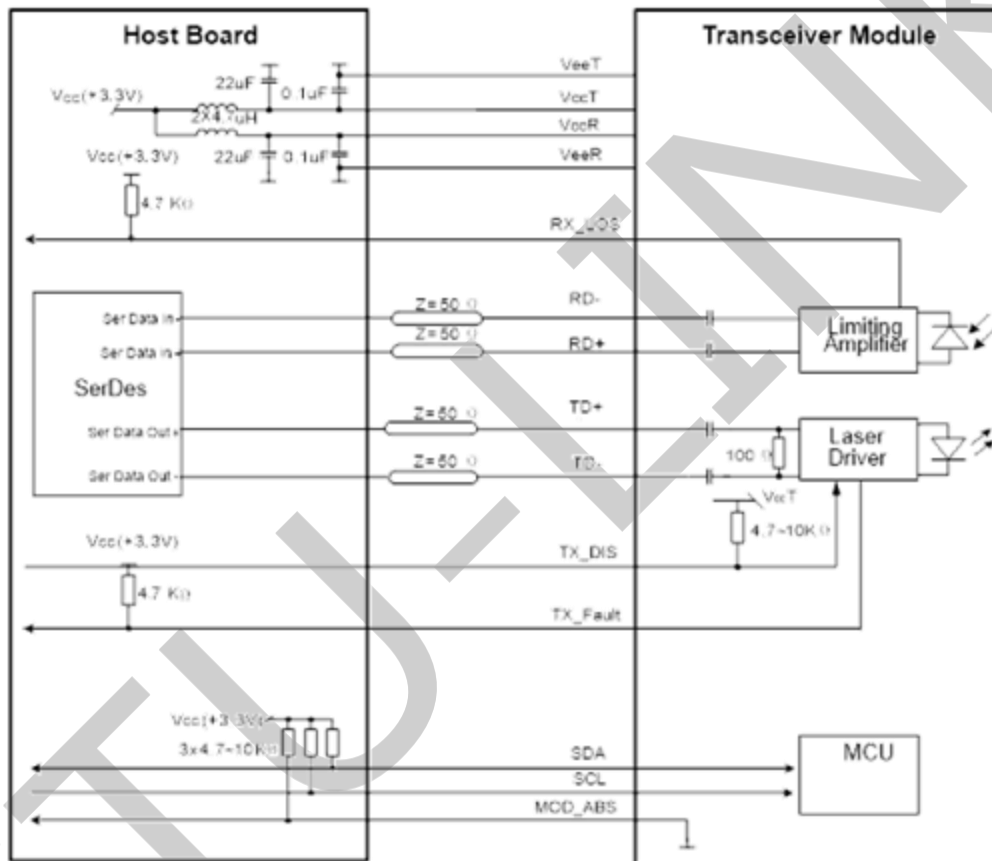 Host Board
Transceiver Module
VeeT
22uF
0.1uF
Vcc(+3.3V)
VccT
2X4.7uH
VccR
Vcc(+3.3V)
22uF
0.1uF
VeeR
4.7 KΩ
RX_LOS
Z=50 Ω
RD-
Ser Data In
Limiting
Amplifier
Z=50 Ω
RD+
Ser Data In
SerDes
Z=50 Ω
TD+
Ser Data Out+
Laser
Driver
100 Ω
Z=50 Ω
TD-
Ser Data Out-
VccT
4.7~10KΩ
Vcc(+3.3V)
TX_DIS
4.7 KΩ
TX_Fault
Vcc(+3.3V)
3x4.7~10KΩ
SDA
MCU
SCL
MOD_ABS
TU-LINK